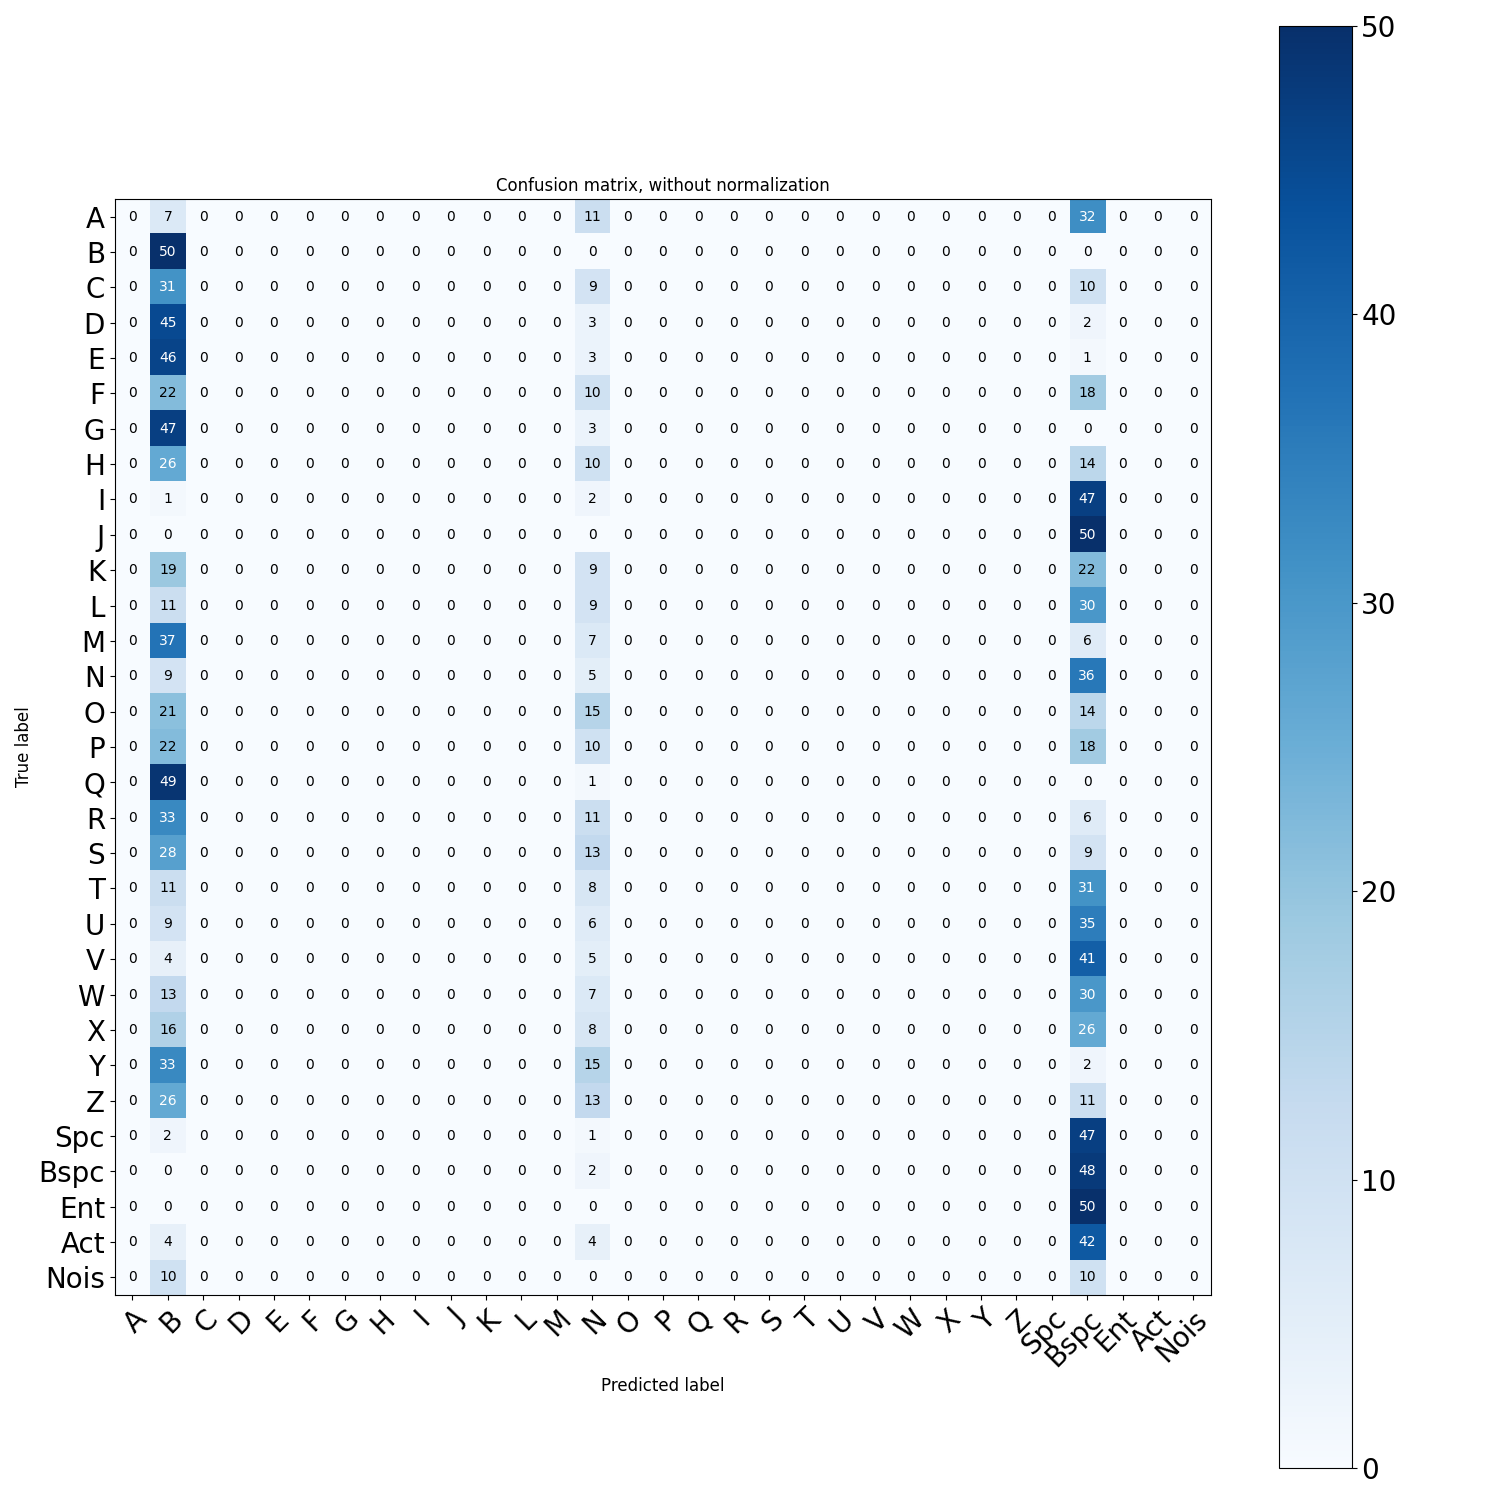 Confusion matrix, without normalization
A 0 7 0 0 0 0 0 0 0 0 0 0 0 11 0 0 0 0 0 0 0 0 0 0 0 0 0 32 0 0 0
B 0 50 0 0 0 0 0 0 0 0 0 0 0 0 0 0 0 0 0 0 0 0 0 0 0 0 0 0 0 0 0
C 0 31 0 0 0 0 0 0 0 0 0 0 0 9 0 0 0 0 0 0 0 0 0 0 0 0 0 10 0 0 0
D 0 45 0 0 0 0 0 0 0 0 0 0 0 3 0 0 0 0 0 0 0 0 0 0 0 0 0 2 0 0 0
E 0 46 0 0 0 0 0 0 0 0 0 0 0 3 0 0 0 0 0 0 0 0 0 0 0 0 0 1 0 0 0
F 0 22 0 0 0 0 0 0 0 0 0 0 0 10 0 0 0 0 0 0 0 0 0 0 0 0 0 18 0 0 0
G 0 47 0 0 0 0 0 0 0 0 0 0 0 3 0 0 0 0 0 0 0 0 0 0 0 0 0 0 0 0 0
H 0 26 0 0 0 0 0 0 0 0 0 0 0 10 0 0 0 0 0 0 0 0 0 0 0 0 0 14 0 0 0
I 0 1 0 0 0 0 0 0 0 0 0 0 0 2 0 0 0 0 0 0 0 0 0 0 0 0 0 47 0 0 0
J 0 0 0 0 0 0 0 0 0 0 0 0 0 0 0 0 0 0 0 0 0 0 0 0 0 0 0 50 0 0 0
K 0 19 0 0 0 0 0 0 0 0 0 0 0 9 0 0 0 0 0 0 0 0 0 0 0 0 0 22 0 0 0
L 0 11 0 0 0 0 0 0 0 0 0 0 0 9 0 0 0 0 0 0 0 0 0 0 0 0 0 30 0 0 0
M 0 37 0 0 0 0 0 0 0 0 0 0 0 7 0 0 0 0 0 0 0 0 0 0 0 0 0 6 0 0 0
N 0 9 0 0 0 0 0 0 0 0 0 0 0 5 0 0 0 0 0 0 0 0 0 0 0 0 0 36 0 0 0
O 0 21 0 0 0 0 0 0 0 0 0 0 0 15 0 0 0 0 0 0 0 0 0 0 0 0 0 14 0 0 0
P 0 22 0 0 0 0 0 0 0 0 0 0 0 10 0 0 0 0 0 0 0 0 0 0 0 0 0 18 0 0 0
Q 0 49 0 0 0 0 0 0 0 0 0 0 0 1 0 0 0 0 0 0 0 0 0 0 0 0 0 0 0 0 0
R 0 33 0 0 0 0 0 0 0 0 0 0 0 11 0 0 0 0 0 0 0 0 0 0 0 0 0 6 0 0 0
S 0 28 0 0 0 0 0 0 0 0 0 0 0 13 0 0 0 0 0 0 0 0 0 0 0 0 0 9 0 0 0
T 0 11 0 0 0 0 0 0 0 0 0 0 0 8 0 0 0 0 0 0 0 0 0 0 0 0 0 31 0 0 0
U 0 9 0 0 0 0 0 0 0 0 0 0 0 6 0 0 0 0 0 0 0 0 0 0 0 0 0 35 0 0 0
V 0 4 0 0 0 0 0 0 0 0 0 0 0 5 0 0 0 0 0 0 0 0 0 0 0 0 0 41 0 0 0
W 0 13 0 0 0 0 0 0 0 0 0 0 0 7 0 0 0 0 0 0 0 0 0 0 0 0 0 30 0 0 0
X 0 16 0 0 0 0 0 0 0 0 0 0 0 8 0 0 0 0 0 0 0 0 0 0 0 0 0 26 0 0 0
Y 0 33 0 0 0 0 0 0 0 0 0 0 0 15 0 0 0 0 0 0 0 0 0 0 0 0 0 2 0 0 0
Z 0 26 0 0 0 0 0 0 0 0 0 0 0 13 0 0 0 0 0 0 0 0 0 0 0 0 0 11 0 0 0
Spc 0 2 0 0 0 0 0 0 0 0 0 0 0 1 0 0 0 0 0 0 0 0 0 0 0 0 0 47 0 0 0
Bspc 0 0 0 0 0 0 0 0 0 0 0 0 0 2 0 0 0 0 0 0 0 0 0 0 0 0 0 48 0 0 0
Ent 0 0 0 0 0 0 0 0 0 0 0 0 0 0 0 0 0 0 0 0 0 0 0 0 0 0 0 50 0 0 0
Act 0 4 0 0 0 0 0 0 0 0 0 0 0 4 0 0 0 0 0 0 0 0 0 0 0 0 0 42 0 0 0
Nois 0 10 0 0 0 0 0 0 0 0 0 0 0 0 0 0 0 0 0 0 0 0 0 0 0 0 0 10 0 0 0
A B C D E F G H I J K L M N O P Q R S T U V W X Y Z Spc Bspc Ent Act Nois
Predicted label
True label
50
40
30
20
10
0